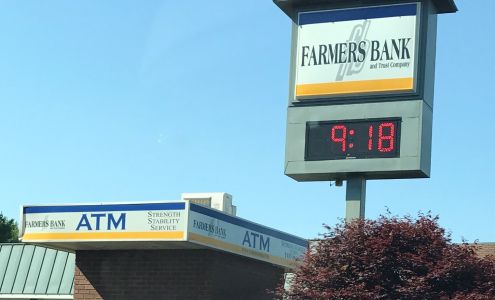 FARMERS BANK
and Trust Company
9:18
FARMERS BANK
ATM
STRENGTH
STABILITY
SERVICE
FARMERS BANK
ATM